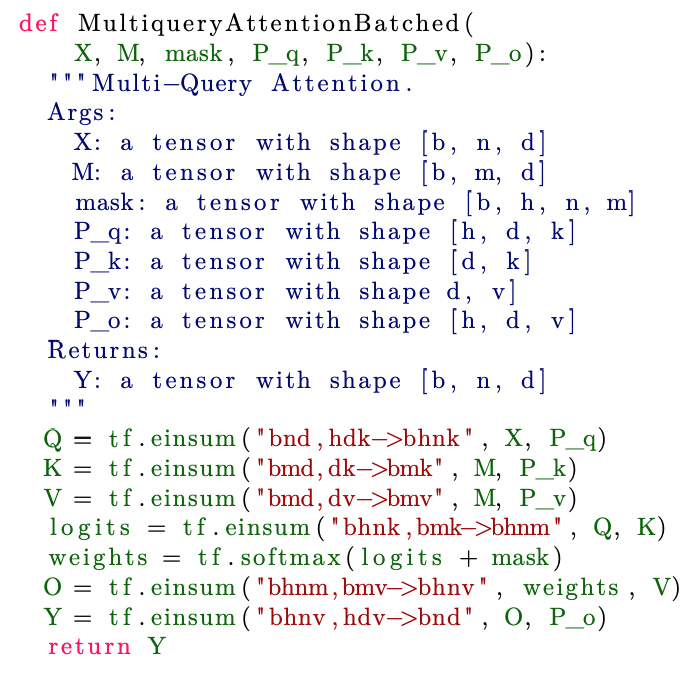 def MultiqueryAttentionBatched(
    X, M, mask, P_q, P_k, P_v, P_o):
  """Multi-Query Attention.
  Args:
    X: a tensor with shape [b, n, d]
    M: a tensor with shape [b, m, d]
    mask: a tensor with shape [b, h, n, m]
    P_q: a tensor with shape [h, d, k]
    P_k: a tensor with shape [d, k]
    P_v: a tensor with shape d, v]
    P_o: a tensor with shape [h, d, v]
  Returns:
    Y: a tensor with shape [b, n, d]
  """
  Q = tf.einsum("bnd,hdk->bhnk", X, P_q)
  K = tf.einsum("bmd,dk->bmk", M, P_k)
  V = tf.einsum("bmd,dv->bmv", M, P_v)
  logits = tf.einsum("bhnk,bmk->bhnm", Q, K)
  weights = tf.softmax(logits + mask)
  O = tf.einsum("bhnm,bmv->bhnv", weights, V)
  Y = tf.einsum("bhnv,hdv->bnd", O, P_o)
  return Y